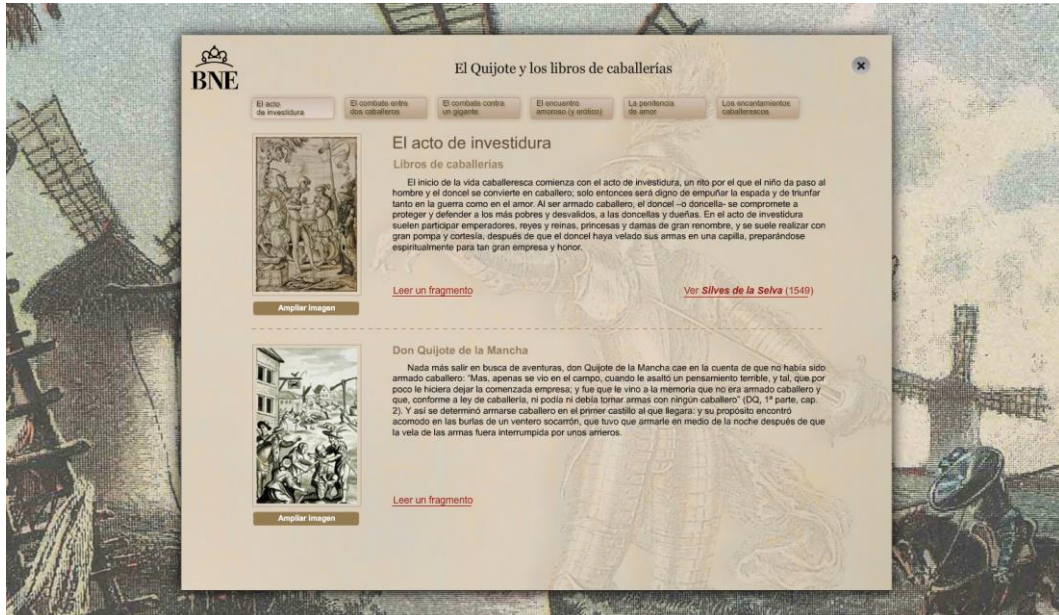 BNE
El Quijote y los libros de caballerías
El acto
de investidura
El combate entre
dos caballeros
El combate contra
un gigante
El encuentro
amoroso (y erótico)
La penitencia
de amor
Los encantamientos
caballerescos
El acto de investidura
Libros de caballerías
El inicio de la vida caballeresca comienza con el acto de investidura, un rito por el que el niño da paso al
hombre y el doncel se convierte en caballero; solo entonces será digno de empuñar la espada y de triunfar
tanto en la guerra como en el amor. Al ser armado caballero, el doncel –o doncella- se compromete a
proteger y defender a los más pobres y desvalidos, a las doncellas y dueñas. En el acto de investidura
suelen participar emperadores, reyes y reinas, princesas y damas de gran renombre, y se suele realizar con
gran pompa y cortesía, después de que el doncel haya velado sus armas en una capilla, preparándose
espiritualmente para tan gran empresa y honor.
Leer un fragmento
Ver Silves de la Selva (1549)
Ampliar imagen
Don Quijote de la Mancha
Nada más salir en busca de aventuras, don Quijote de la Mancha cae en la cuenta de que no había sido
armado caballero: “Mas, apenas se vio en el campo, cuando le asaltó un pensamiento terrible, y tal, que por
poco le hiciera dejar la comenzada empresa; y fue que le vino a la memoria que no era armado caballero y
que, conforme a ley de caballería, ni podía ni debía tomar armas con ningún caballero” (DQ, 1ª parte, cap.
2). Y así se determinó armarse caballero en el primer castillo al que llegara: y su propósito encontró
acomodo en las burlas de un ventero socarrón, que tuvo que armarle en medio de la noche después de que
la vela de las armas fuera interrumpida por unos arrieros.
Leer un fragmento
Ampliar imagen